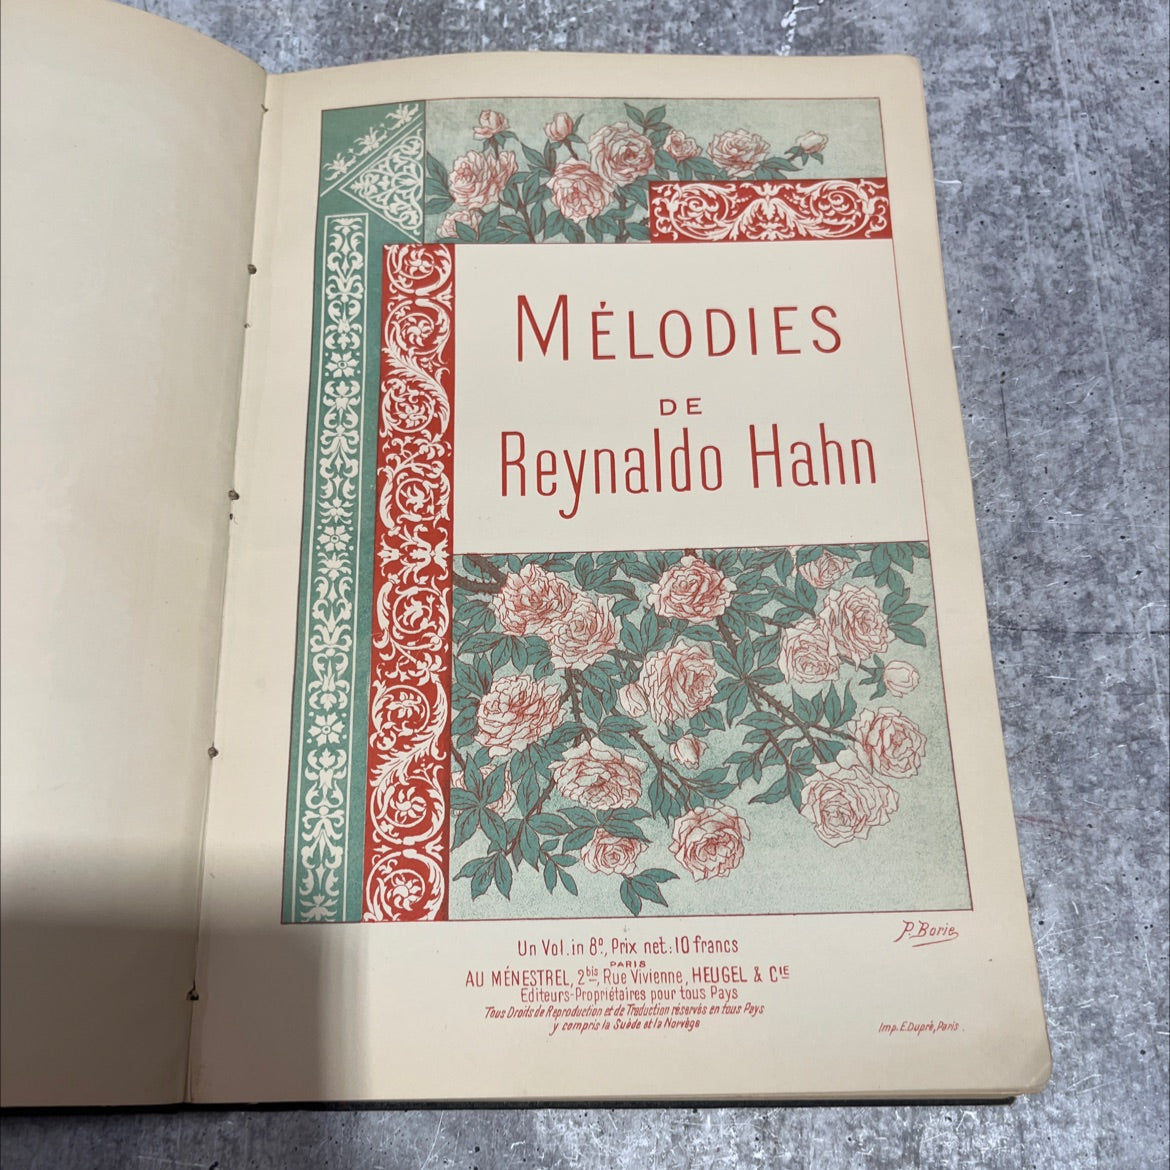 MÉLODIES
DE
Reynaldo Hahn
P. Borie
Un Vol. in 8º, Prix net: 10 francs
PARIS
AU MÉNESTREL, 2bis, Rue Vivienne, HEUGEL & CIE
Editeurs-Propriétaires pour tous Pays
Tous Droits de Reproduction et de Traduction réservés en tous Pays
y compris la Suède et la Norvège
Imp. E. Dupré, Paris.